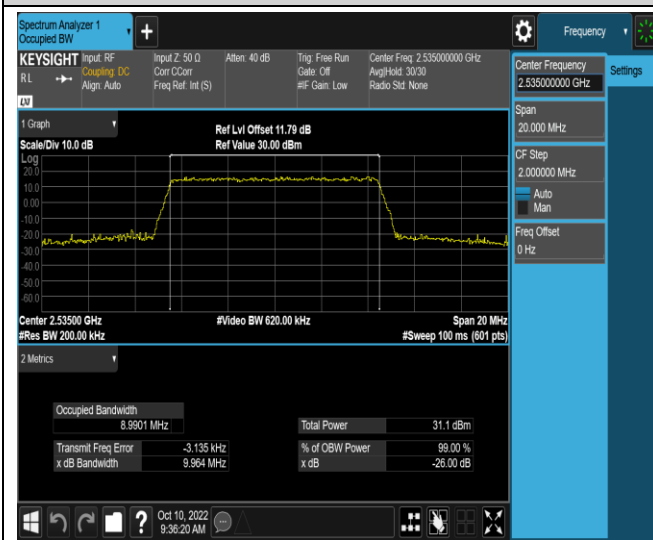 Spectrum Analyzer 1
Occupied BW
+
Frequency
KEYSIGHT
RL
LXI
Input: RF
Coupling: DC
Align: Auto
Input Z: 50 Ω
Corr CCorr
Freq Ref: Int (S)
Atten: 40 dB
Trig: Free Run
Gate: Off
#IF Gain: Low
Center Freq: 2.535000000 GHz
Avg|Hold: 30/30
Radio Std: None
Center Frequency
2.535000000 GHz
Settings
Span
20.000 MHz
CF Step
2.000000 MHz
Auto
Man
Freq Offset
0 Hz
1 Graph
Scale/Div 10.0 dB
Ref Lvl Offset 11.79 dB
Ref Value 30.00 dBm
Log
20.0
10.0
0.00
-10.0
-20.0
-30.0
-40.0
-50.0
-60.0
Center 2.53500 GHz
#Res BW 200.00 kHz
#Video BW 620.00 kHz
Span 20 MHz
#Sweep 100 ms (601 pts)
2 Metrics
Occupied Bandwidth
8.9901 MHz
Total Power 31.1 dBm
Transmit Freq Error -3.135 kHz
% of OBW Power 99.00 %
x dB Bandwidth 9.964 MHz
x dB -26.00 dB
?
Oct 10, 2022
9:36:20 AM